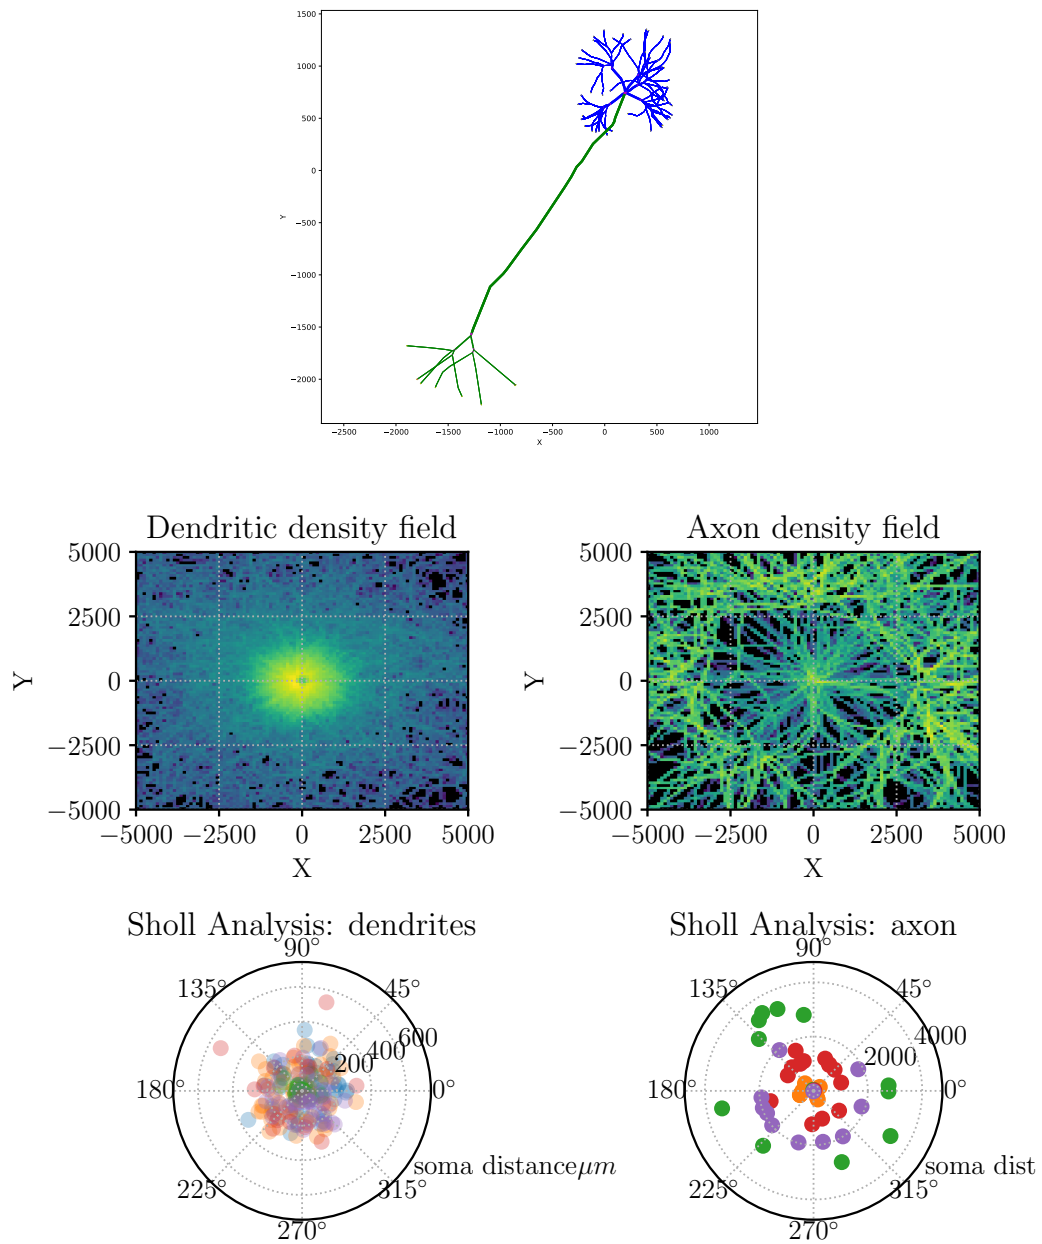 1500
1000
500
0
−500
−1000
−1500
−2000
Y
−2500 −2000 −1500 −1000 −500 0 500 1000
X
Dendritic density field
5000
2500
0
−2500
−5000
Y
−5000 −2500 0 2500 5000
X
Axon density field
5000
2500
0
−2500
−5000
Y
−5000 −2500 0 2500 5000
X
Sholl Analysis: dendrites
90°
135° 45°
600
400
200
180° 0°
soma distance μm
225° 315°
270°
Sholl Analysis: axon
90°
135° 45°
4000
2000
180° 0°
soma dist
225° 315°
270°